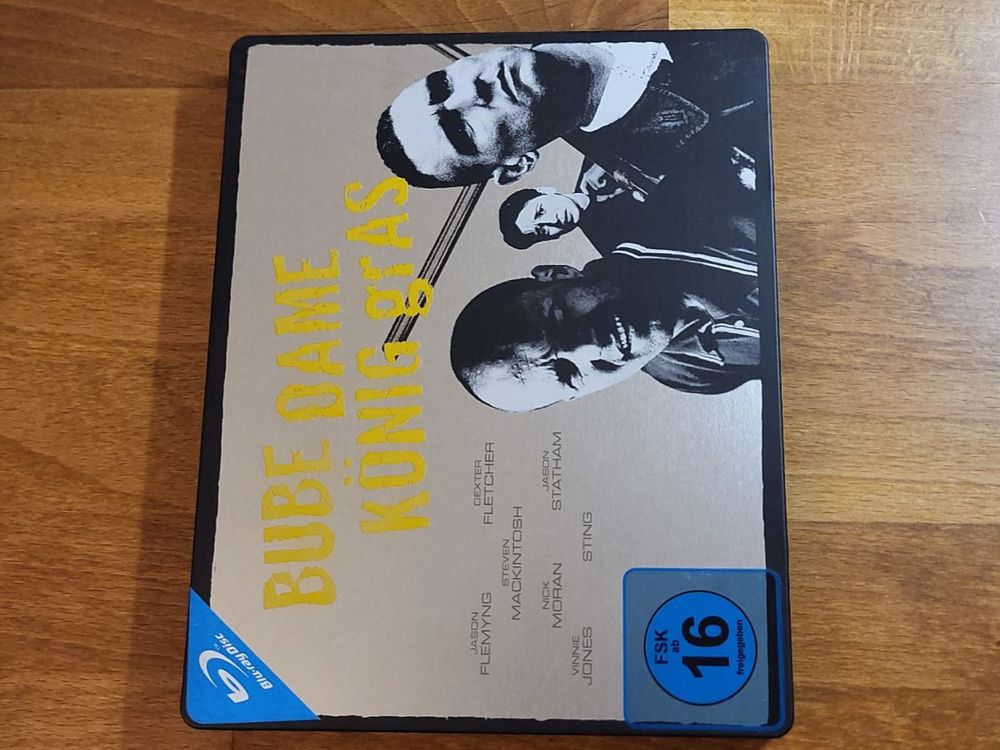 BUBE DAME
KÖNIG grAS
JASON
FLEMYNG
DEXTER
FLETCHER
STEVEN
MACKINTOSH
NICK
MORAN
JASON
STATHAM
VINNIE
JONES
STING
Blu-ray Disc™
FSK
ab
16
freigegeben